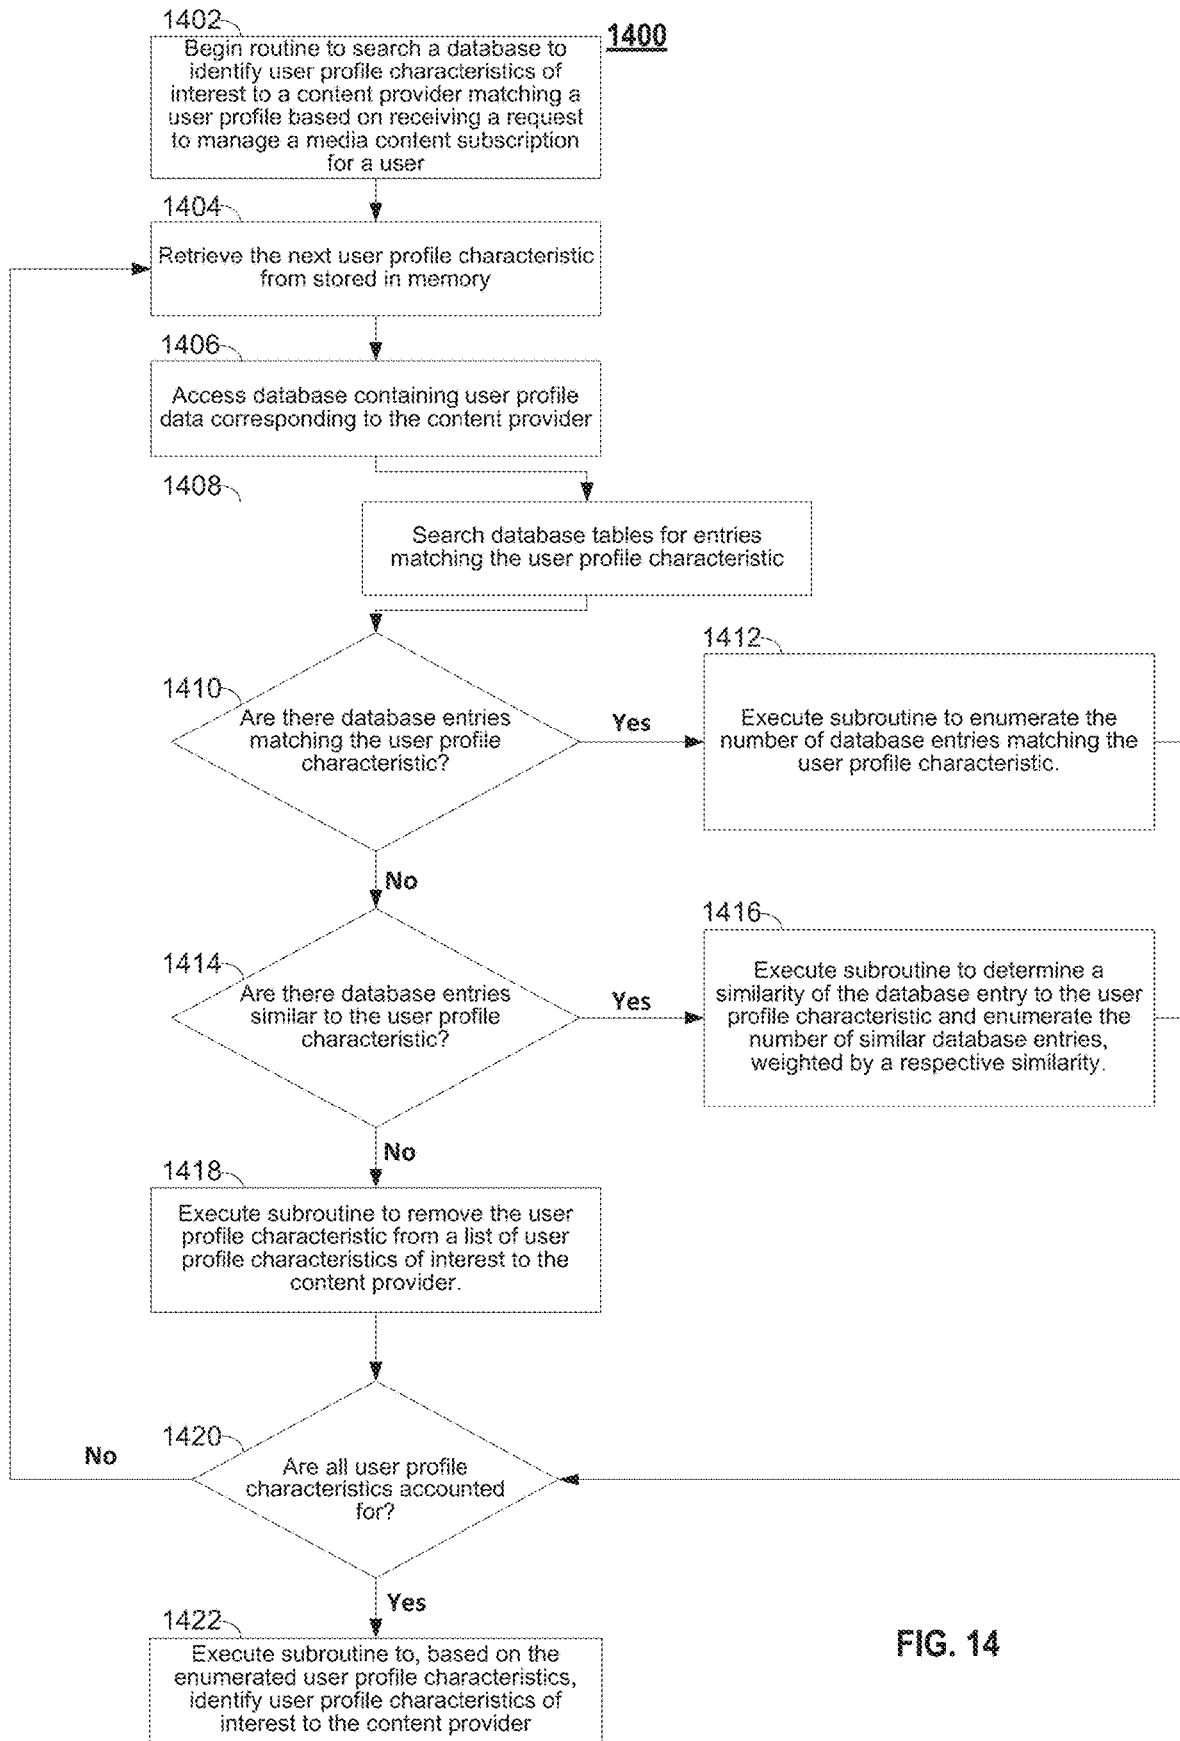 1402
1400
Begin routine to search a database to
identify user profile characteristics of
interest to a content provider matching a
user profile based on receiving a request
to manage a media content subscription
for a user
1404
Retrieve the next user profile characteristic
from stored in memory
1406
Access database containing user profile
data corresponding to the content provider
1408
Search database tables for entries
matching the user profile characteristic
1410
Are there database entries
matching the user profile
characteristic?
Yes
1412
Execute subroutine to enumerate the
number of database entries matching the
user profile characteristic.
No
1414
Are there database entries
similar to the user profile
characteristic?
Yes
1416
Execute subroutine to determine a
similarity of the database entry to the user
profile characteristic and enumerate the
number of similar database entries,
weighted by a respective similarity.
No
1418
Execute subroutine to remove the user
profile characteristic from a list of user
profile characteristics of interest to the
content provider.
1420
Are all user profile
characteristics accounted
for?
No
Yes
1422
Execute subroutine to, based on the
enumerated user profile characteristics,
identify user profile characteristics of
interest to the content provider
FIG. 14